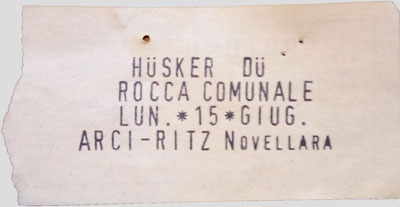 HÜSKER DÜ
ROCCA COMUNALE
LUN.*15*GIUG.
ARCI-RITZ NOVELLARA